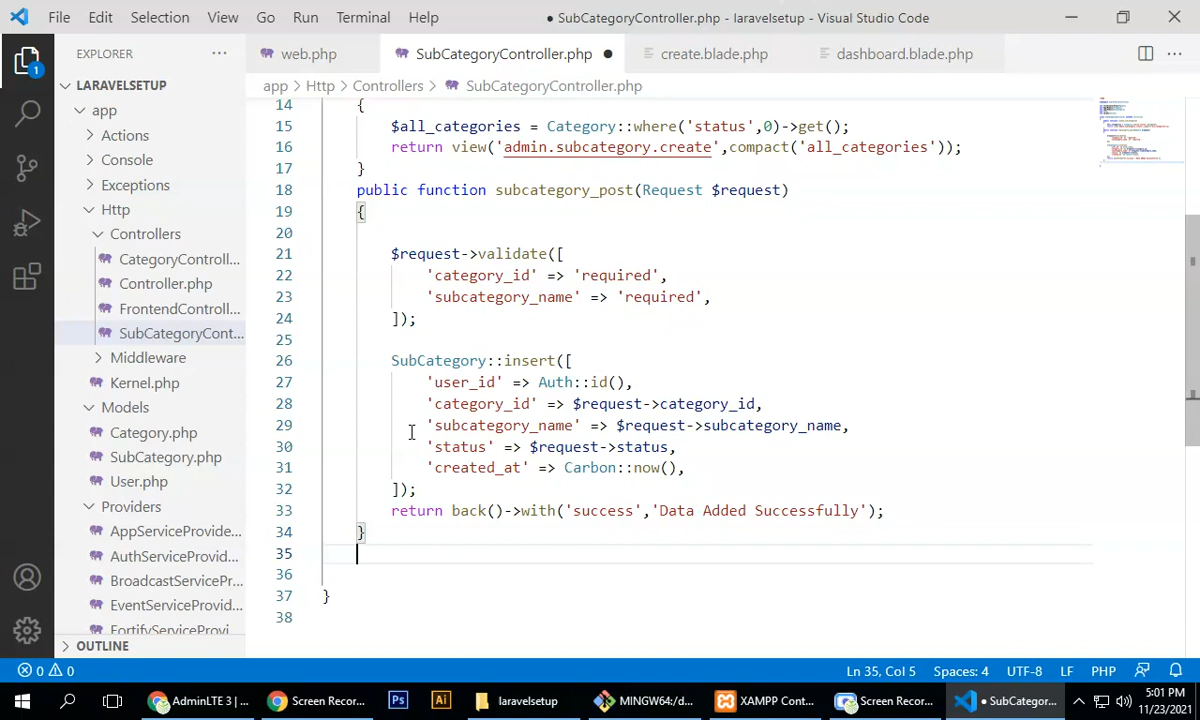 File Edit Selection View Go Run Terminal Help ● SubCategoryController.php - laravelsetup - Visual Studio Code
EXPLORER ···
web.php SubCategoryController.php ● create.blade.php dashboard.blade.php ···
LARAVELSETUP
app > Http > Controllers > SubCategoryController.php
app
Actions
Console
Exceptions
Http
Controllers
CategoryControll...
Controller.php
FrontendControll...
SubCategoryCont...
Middleware
Kernel.php
Models
Category.php
SubCategory.php
User.php
Providers
AppServiceProvide...
AuthServiceProvid...
BroadcastServicePr...
EventServiceProvid...
FortifyServiceProvi
OUTLINE
1
14 {
15 $all_categories = Category::where('status',0)->get();
16 return view('admin.subcategory.create',compact('all_categories'));
17 }
18 public function subcategory_post(Request $request)
19 {
20
21 $request->validate([
22 'category_id' => 'required',
23 'subcategory_name' => 'required',
24 ]);
25
26 SubCategory::insert([
27 'user_id' => Auth::id(),
28 'category_id' => $request->category_id,
29 'subcategory_name' => $request->subcategory_name,
30 'status' => $request->status,
31 'created_at' => Carbon::now(),
32 ]);
33 return back()->with('success','Data Added Successfully');
34 }
35
36
37 }
38
0 0 Ln 35, Col 5 Spaces: 4 UTF-8 LF PHP
Ps Ai
AdminLTE 3 | ... Screen Recor... laravelsetup MINGW64:/d... XAMPP Cont... Screen Recor... ● SubCategor...
5:01 PM
11/23/2021